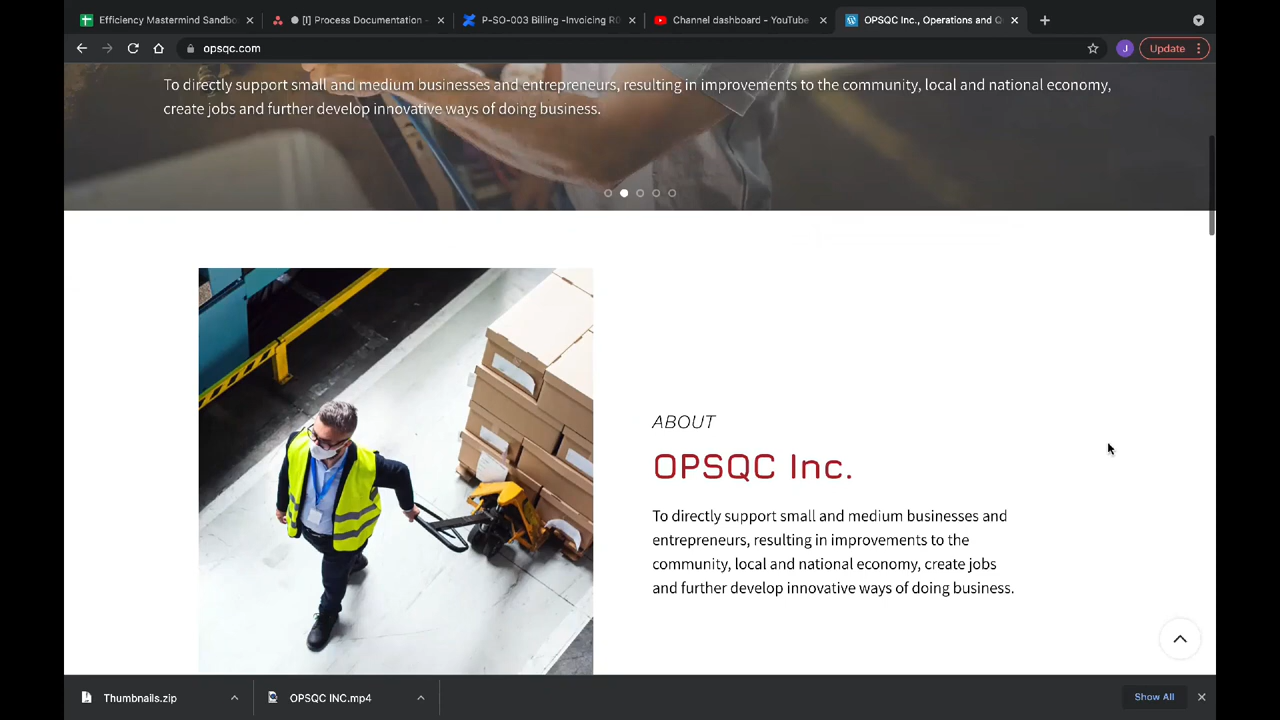 Efficiency Mastermind Sandbo
[I] Process Documentation -
P-SO-003 Billing -Invoicing R0
Channel dashboard - YouTube
OPSQC Inc., Operations and Q
opsqc.com
J
Update
To directly support small and medium businesses and entrepreneurs, resulting in improvements to the community, local and national economy,
create jobs and further develop innovative ways of doing business.
ABOUT
OPSQC Inc.
To directly support small and medium businesses and
entrepreneurs, resulting in improvements to the
community, local and national economy, create jobs
and further develop innovative ways of doing business.
Thumbnails.zip
OPSQC INC.mp4
Show All